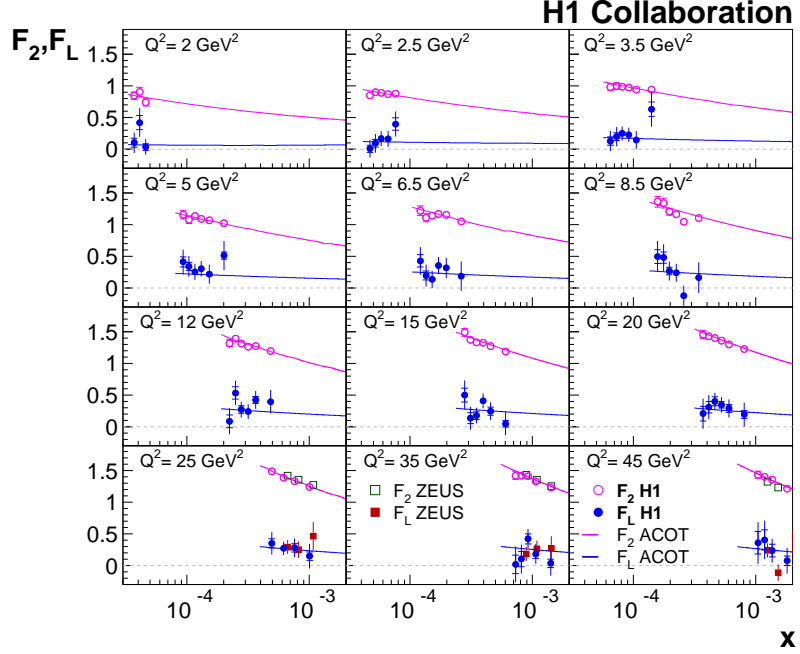 H1 Collaboration
F2,FL
Q2= 2 GeV2
Q2= 2.5 GeV2
Q2= 3.5 GeV2
1.5
1
0.5
0
Q2= 5 GeV2
Q2= 6.5 GeV2
Q2= 8.5 GeV2
1.5
1
0.5
0
Q2= 12 GeV2
Q2= 15 GeV2
Q2= 20 GeV2
1.5
1
0.5
0
Q2= 25 GeV2
Q2= 35 GeV2
Q2= 45 GeV2
1.5
1
0.5
0
F2 ZEUS
FL ZEUS
F2 H1
FL H1
F2 ACOT
FL ACOT
10-4 10-3 10-4 10-3 10-4 10-3
x